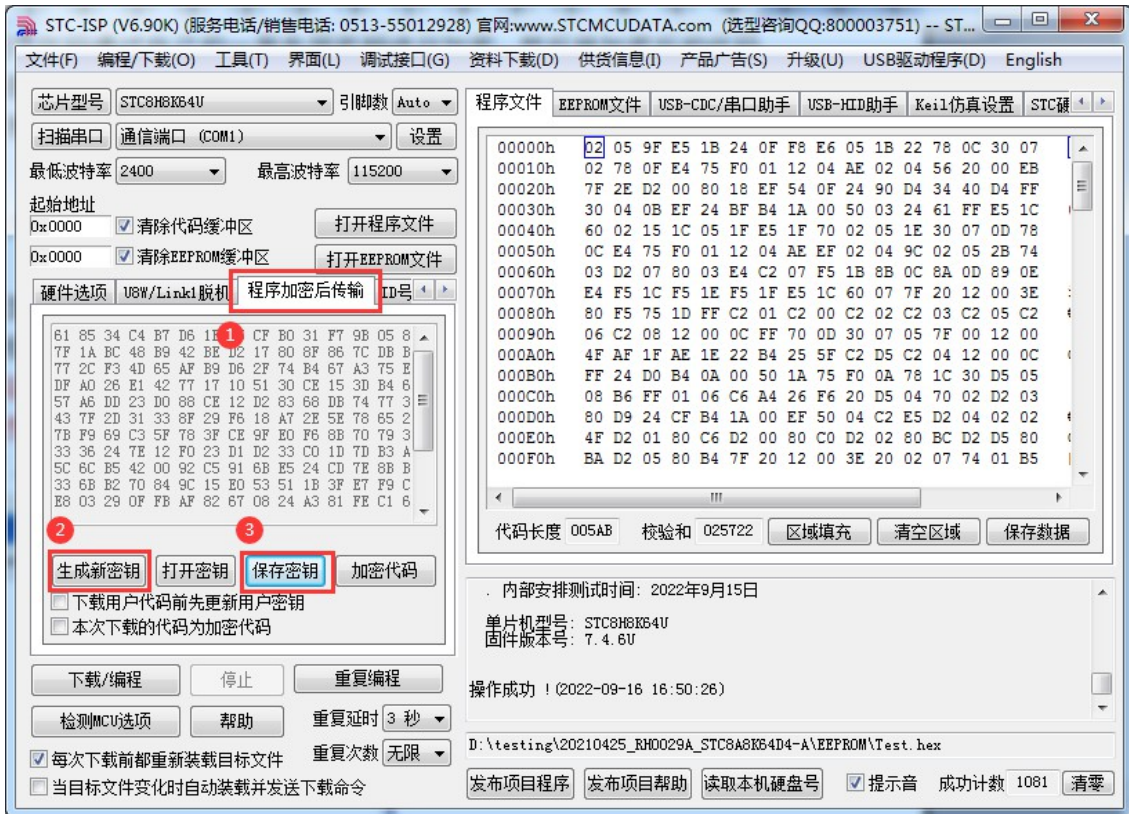 STC-ISP (V6.90K) (服务电话/销售电话: 0513-55012928) 官网:www.STCMCUDATA.com (选型咨询QQ:800003751) -- ST...
文件(F) 编程/下载(O) 工具(T) 界面(L) 调试接口(G) 资料下载(D) 供货信息(I) 产品广告(S) 升级(U) USB驱动程序(D) English
芯片型号 STC8H8K64U 引脚数 Auto
扫描串口 通信端口 (COM1) 设置
最低波特率 2400 最高波特率 115200
起始地址
0x0000 清除代码缓冲区 打开程序文件
0x0000 清除EEPROM缓冲区 打开EEPROM文件
硬件选项 U8W/Link1脱机 程序加密后传输 ID号
1
61 85 34 C4 B7 D6 CF B0 31 F7 9B 05 8
7F 1A BC 48 B9 42 BE D2 17 80 8F 86 7C DB B
77 2C F3 4D 65 AF B9 D6 2F 74 B4 67 A3 75 E
DF A0 26 E1 42 77 17 10 51 30 CE 15 3D B4 6
57 A6 DD 23 D0 88 CE 12 D2 83 68 DB 74 77 3
43 7F 2D 31 33 8F 29 F6 18 A7 2E 5E 78 65 2
7B F9 69 C3 5F 78 3F CE 9F E0 F6 8B 70 79 3
33 36 24 7E 12 F0 23 D1 D2 33 C0 1D 7D B3 A
5C 6C B5 42 00 92 C5 91 6B E5 24 CD 7E 8B B
33 6B B2 70 84 9C 15 E0 53 51 1B 3F E7 F9 C
E8 03 29 0F FB AF 82 67 08 24 A3 81 FE C1 6
2 3
生成新密钥 打开密钥 保存密钥 加密代码
下载用户代码前先更新用户密钥
本次下载的代码为加密代码
下载/编程 停止 重复编程
检测MCU选项 帮助 重复延时 3 秒
每次下载前都重新装载目标文件 重复次数 无限
当目标文件变化时自动装载并发送下载命令
程序文件 EEPROM文件 USB-CDC/串口助手 USB-HID助手 Keil仿真设置 STC硬
00000h 02 05 9F E5 1B 24 0F F8 E6 05 1B 22 78 0C 30 07
00010h 02 78 0F E4 75 F0 01 12 04 AE 02 04 56 20 00 EB
00020h 7F 2E D2 00 80 18 EF 54 0F 24 90 D4 34 40 D4 FF
00030h 30 04 0B EF 24 BF B4 1A 00 50 03 24 61 FF E5 1C
00040h 60 02 15 1C 05 1F E5 1F 70 02 05 1E 30 07 0D 78
00050h 0C E4 75 F0 01 12 04 AE EF 02 04 9C 02 05 2B 74
00060h 03 D2 07 80 03 E4 C2 07 F5 1B 8B 0C 8A 0D 89 0E
00070h E4 F5 1C F5 1E F5 1F E5 1C 60 07 7F 20 12 00 3E
00080h 80 F5 75 1D FF C2 01 C2 00 C2 02 C2 03 C2 05 C2
00090h 06 C2 08 12 00 0C FF 70 0D 30 07 05 7F 00 12 00
000A0h 4F AF 1F AE 1E 22 B4 25 5F C2 D5 C2 04 12 00 0C
000B0h FF 24 D0 B4 0A 00 50 1A 75 F0 0A 78 1C 30 D5 05
000C0h 08 B6 FF 01 06 C6 A4 26 F6 20 D5 04 70 02 D2 03
000D0h 80 D9 24 CF B4 1A 00 EF 50 04 C2 E5 D2 04 02 02
000E0h 4F D2 01 80 C6 D2 00 80 C0 D2 02 80 BC D2 D5 80
000F0h BA D2 05 80 B4 7F 20 12 00 3E 20 02 07 74 01 B5
代码长度 005AB 校验和 025722 区域填充 清空区域 保存数据
. 内部安排测试时间: 2022年9月15日
单片机型号: STC8H8K64U
固件版本号: 7.4.6U
操作成功 !(2022-09-16 16:50:26)
D:\testing\20210425_RH0029A_STC8A8K64D4-A\EEPROM\Test.hex
发布项目程序 发布项目帮助 读取本机硬盘号 提示音 成功计数 1081 清零